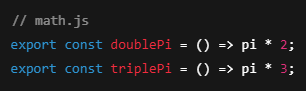 // math.js
export const doublePi = () => pi * 2;
export const triplePi = () => pi * 3;